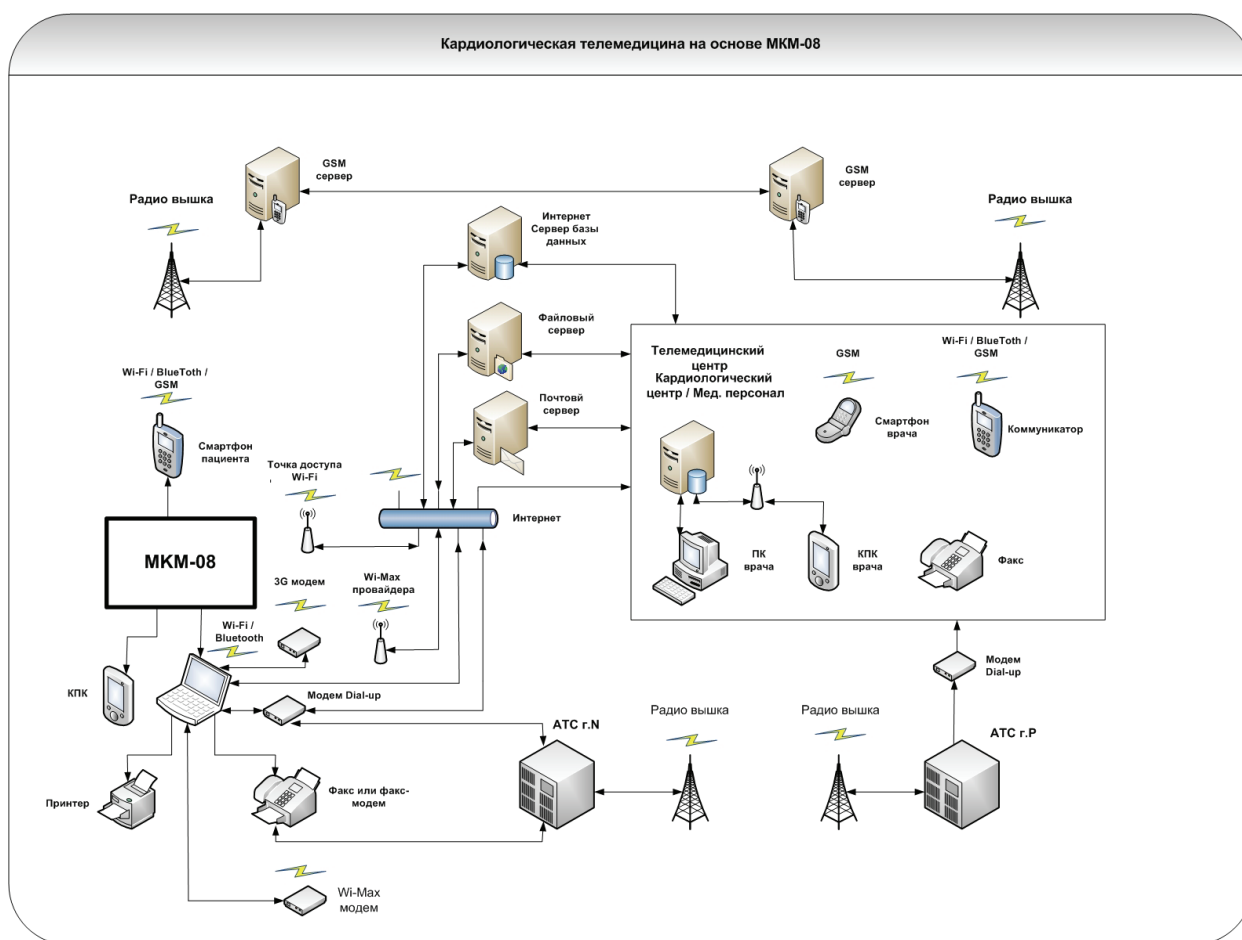 Кардиологическая телемедицина на основе МКМ-08
GSM
сервер
GSM
сервер
Радио вышка
Радио вышка
Интернет
Сервер базы
данных
Файловый
сервер
Почтовй
сервер
Wi-Fi / BlueToth /
GSM
Смартфон
пациента
Точка доступа
Wi-Fi
Интернет
Телемедицинский
центр
Кардиологический
центр / Мед. персонал
GSM
Смартфон
врача
Wi-Fi / BlueToth /
GSM
Коммуникатор
ПК
врача
КПК
врача
Факс
МКМ-08
3G модем
Wi-Max
провайдера
Wi-Fi /
Bluetooth
КПК
Модем Dial-up
Модем
Dial-up
АТС г.N
Радио вышка
Радио вышка
АТС г.Р
Принтер
Факс или факс-
модем
Wi-Max
модем